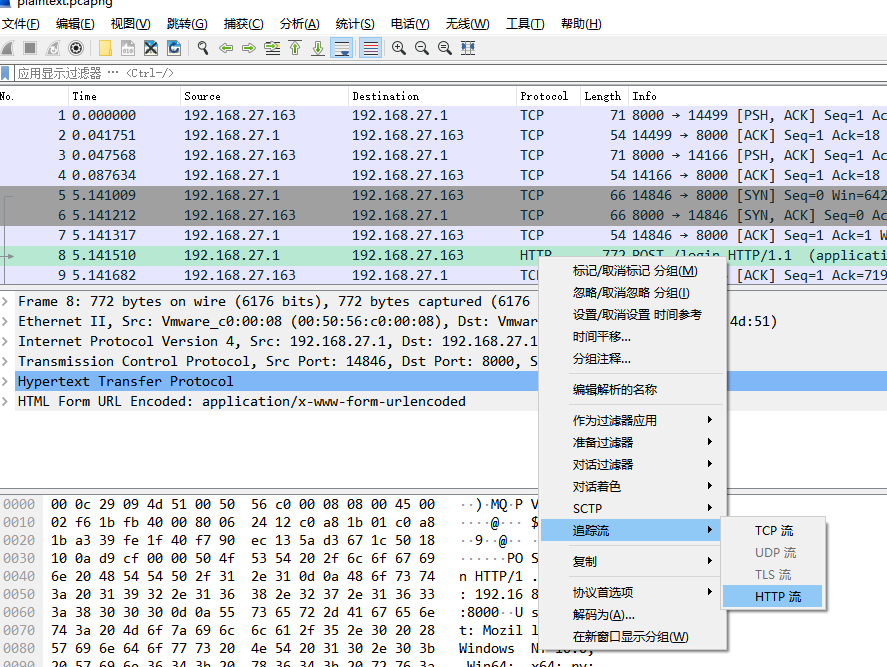 plaintext.pcapng
文件(F) 编辑(E) 视图(V) 跳转(G) 捕获(C) 分析(A) 统计(S) 电话(Y) 无线(W) 工具(T) 帮助(H)
应用显示过滤器 … <Ctrl-/>
No. Time Source Destination Protocol Length Info
1 0.000000 192.168.27.163 192.168.27.1 TCP 71 8000 → 14499 [PSH, ACK] Seq=1 Ac
2 0.041751 192.168.27.1 192.168.27.163 TCP 54 14499 → 8000 [ACK] Seq=1 Ack=18
3 0.047568 192.168.27.163 192.168.27.1 TCP 71 8000 → 14166 [PSH, ACK] Seq=1 Ac
4 0.087634 192.168.27.1 192.168.27.163 TCP 54 14166 → 8000 [ACK] Seq=1 Ack=18
5 5.141009 192.168.27.1 192.168.27.163 TCP 66 14846 → 8000 [SYN] Seq=0 Win=642
6 5.141212 192.168.27.163 192.168.27.1 TCP 66 8000 → 14846 [SYN, ACK] Seq=0 Ac
7 5.141317 192.168.27.1 192.168.27.163 TCP 54 14846 → 8000 [ACK] Seq=1 Ack=1 W
8 5.141510 192.168.27.1 192.168.27.163 HTTP 772 POST /login HTTP/1.1 (applicati
9 5.141682 192.168.27.163 192.168.27.1 TC [ACK] Seq=1 Ack=719
Frame 8: 772 bytes on wire (6176 bits), 772 bytes captured (6176
Ethernet II, Src: Vmware_c0:00:08 (00:50:56:c0:00:08), Dst: Vmwar 4d:51)
Internet Protocol Version 4, Src: 192.168.27.1, Dst: 192.168.27.1
Transmission Control Protocol, Src Port: 14846, Dst Port: 8000, S
Hypertext Transfer Protocol
HTML Form URL Encoded: application/x-www-form-urlencoded
标记/取消标记 分组(M)
忽略/取消忽略 分组(I)
设置/取消设置 时间参考
时间平移...
分组注释...
编辑解析的名称
作为过滤器应用
准备过滤器
对话过滤器
对话着色
SCTP
追踪流
复制
协议首选项
解码为(A)...
在新窗口显示分组(W)
TCP 流
UDP 流
TLS 流
HTTP 流
0000 00 0c 29 09 4d 51 00 50 56 c0 00 08 08 00 45 00 ··)·MQ·P V
0010 02 f6 1b fb 40 00 80 06 24 12 c0 a8 1b 01 c0 a8 ····@··· $
0020 1b a3 39 fe 1f 40 f7 90 ec 13 5a d3 67 1c 50 18 ··9··@··
0030 10 0a d9 cf 00 00 50 4f 53 54 20 2f 6c 6f 67 69 ······PO S
0040 6e 20 48 54 54 50 2f 31 2e 31 0d 0a 48 6f 73 74 n HTTP/1 .
0050 3a 20 31 39 32 2e 31 36 38 2e 32 37 2e 31 36 33 : 192.16 8
0060 3a 38 30 30 30 0d 0a 55 73 65 72 2d 41 67 65 6e :8000··U s
0070 74 3a 20 4d 6f 7a 69 6c 6c 61 2f 35 2e 30 20 28 t: Mozil l
0080 57 69 6e 64 6f 77 73 20 4e 54 20 31 30 2e 30 3b Windows NT 10.0;
20 57 69 6e 36 34 3b 20 78 36 34 3b 20 72 76 3a Win64; x64; rv: